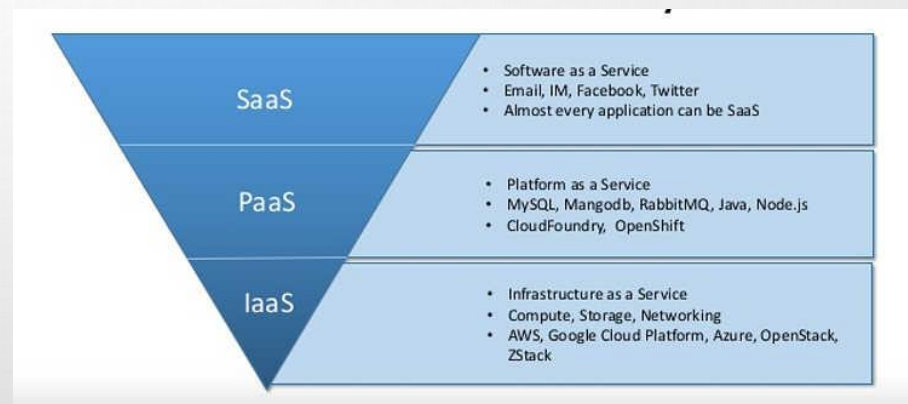 SaaS
• Software as a Service
• Email, IM, Facebook, Twitter
• Almost every application can be SaaS
PaaS
• Platform as a Service
• MySQL, Mangodb, RabbitMQ, Java, Node.js
• CloudFoundry, OpenShift
IaaS
• Infrastructure as a Service
• Compute, Storage, Networking
• AWS, Google Cloud Platform, Azure, OpenStack,
ZStack